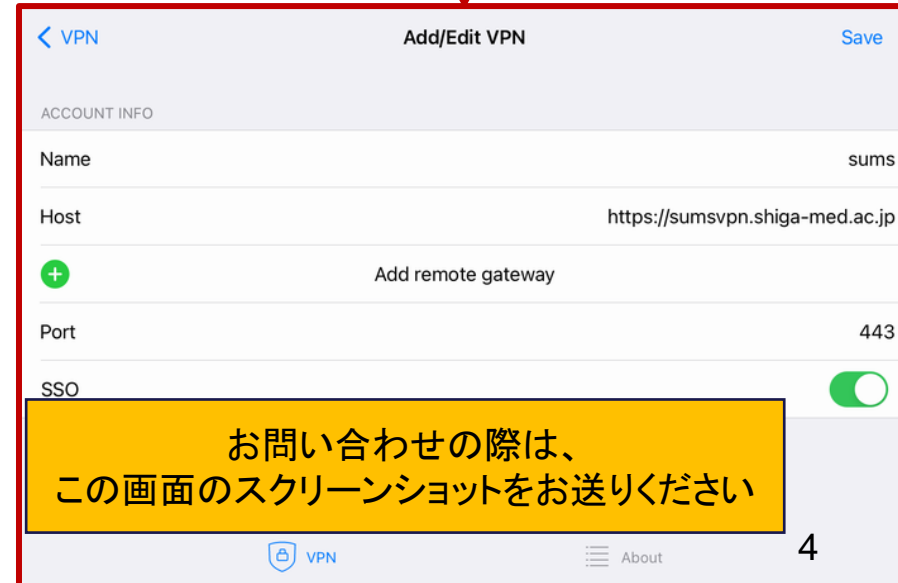 VPN Add/Edit VPN Save
ACCOUNT INFO
Name sums
Host https://sumsvpn.shiga-med.ac.jp
Add remote gateway
Port 443
SSO
お問い合わせの際は、
この画面のスクリーンショットをお送りください
VPN About 4